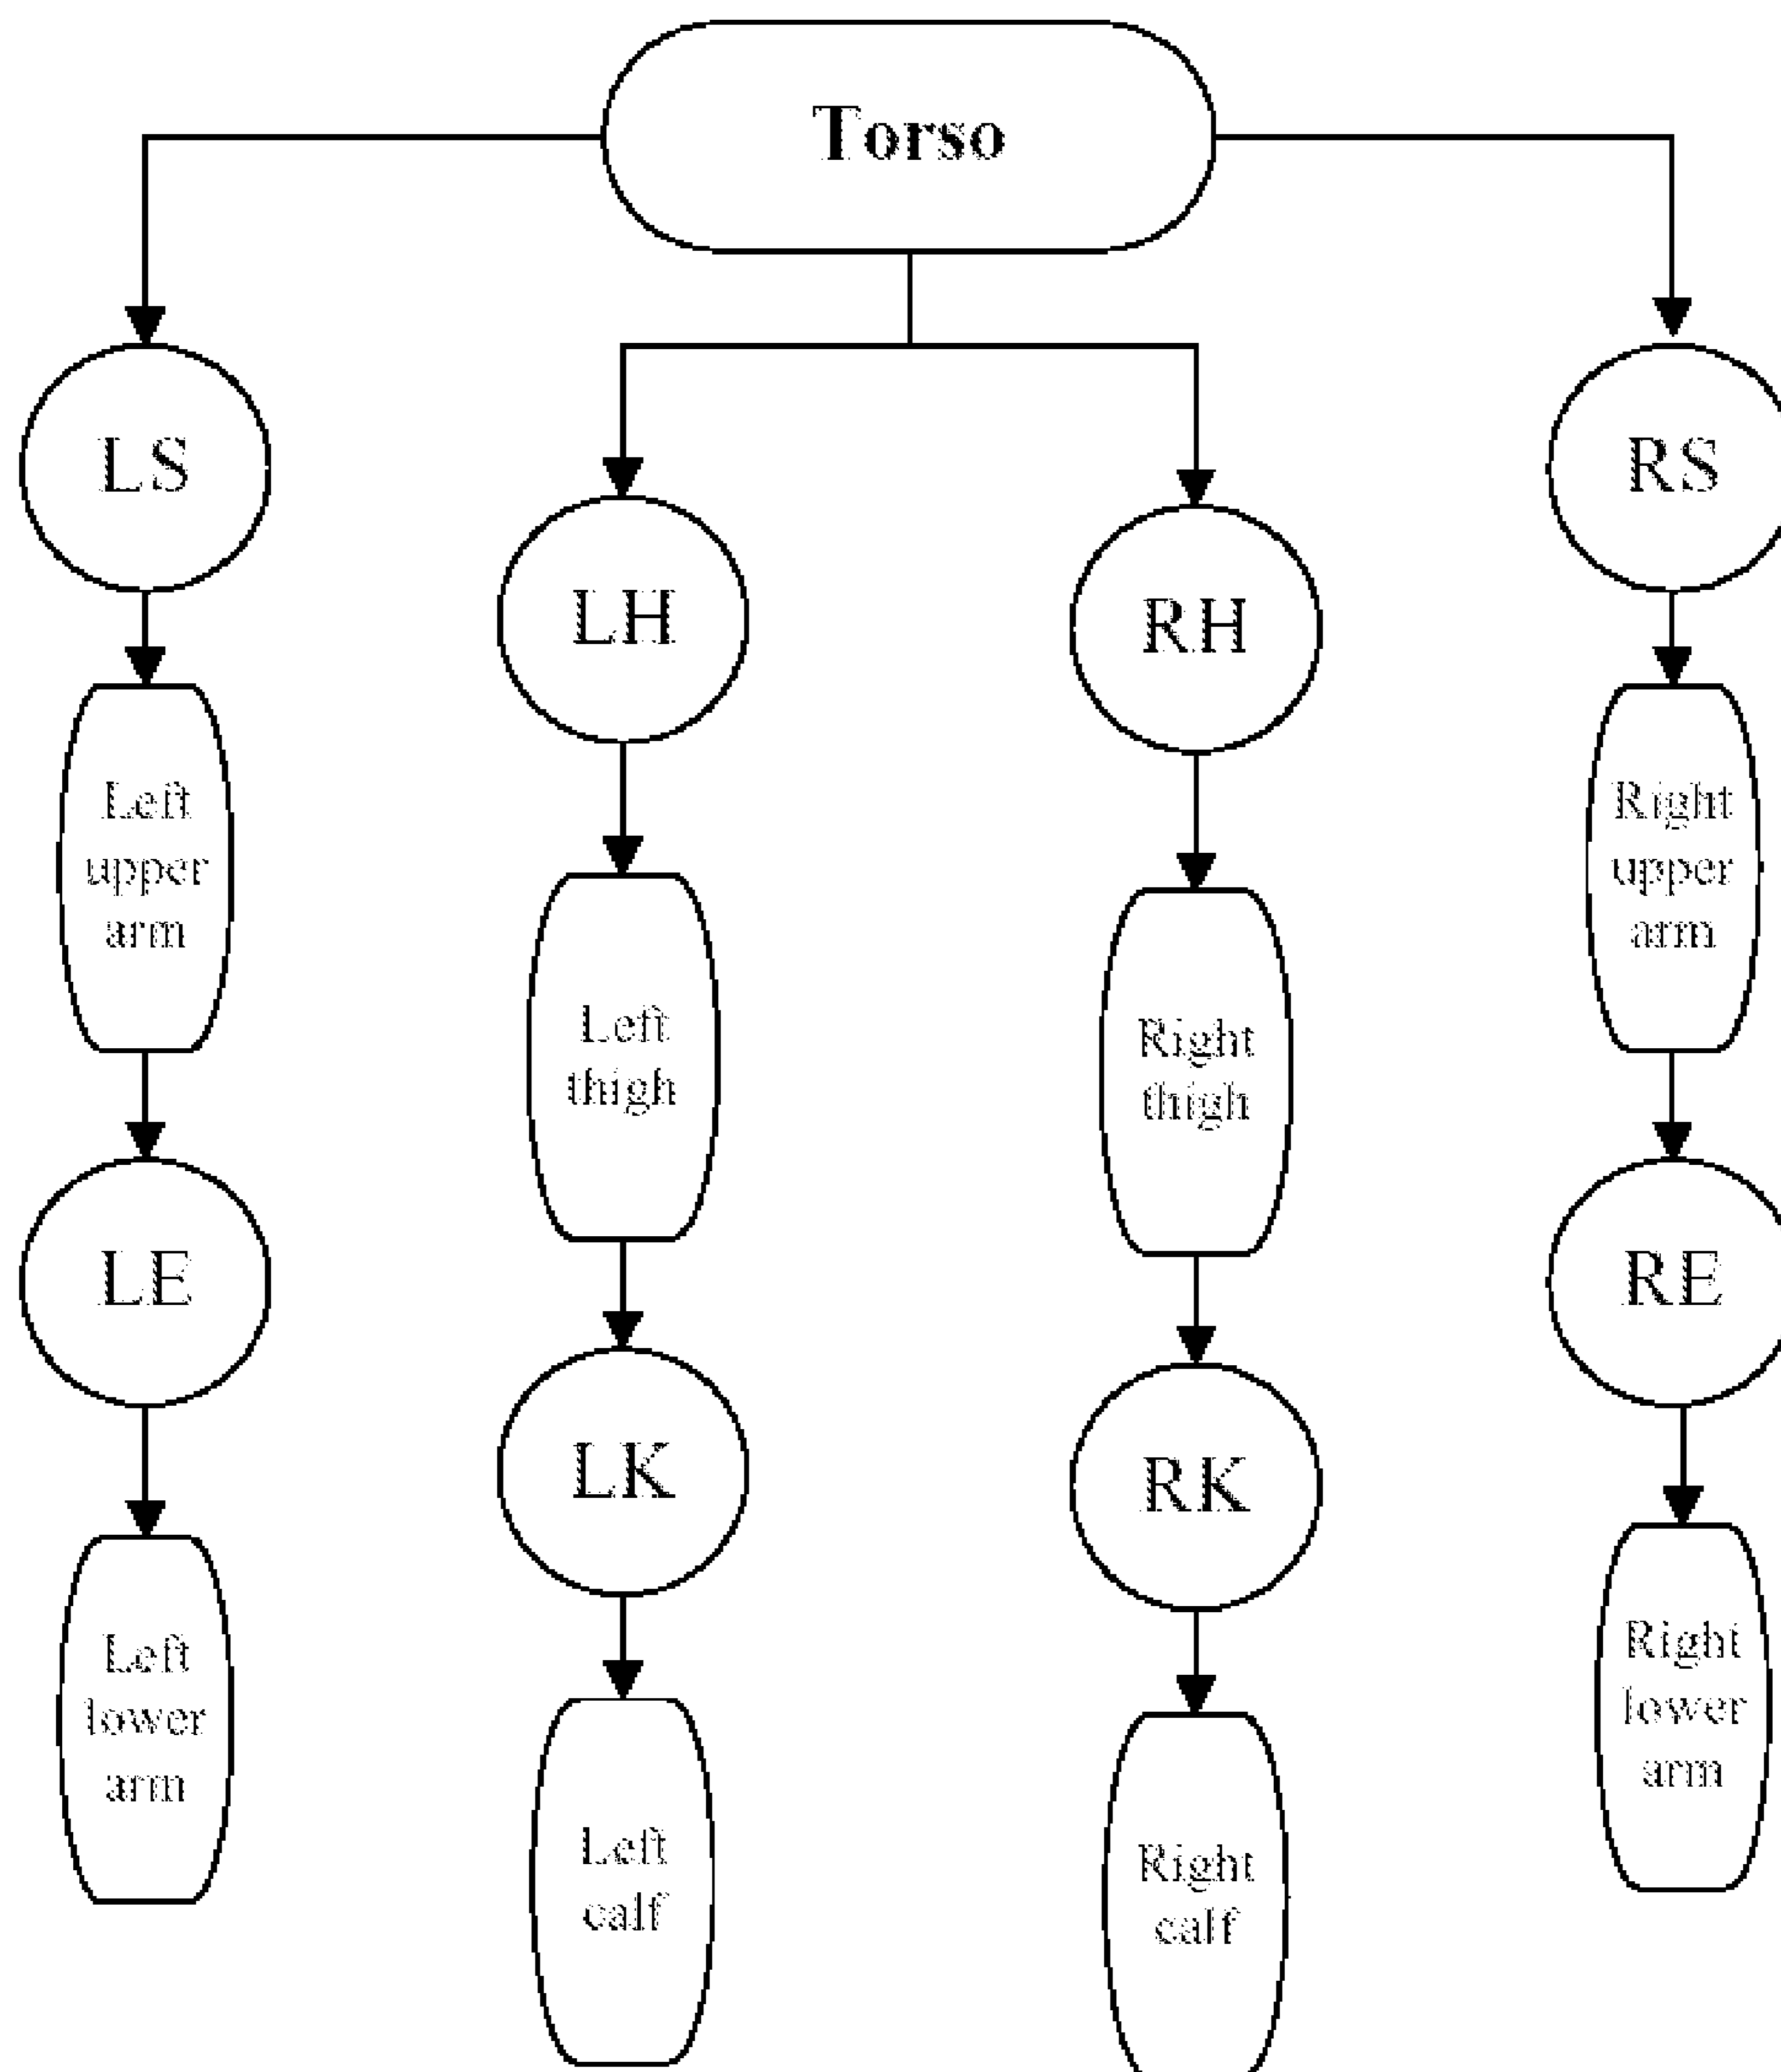 Torso
LS
RS
LH
RH
Left
upper
arm
Right
upper
arm
Left
thigh
Right
thigh
LE
RE
LK
RK
Left
lower
arm
Right
lower
arm
Left
calf
Right
calf